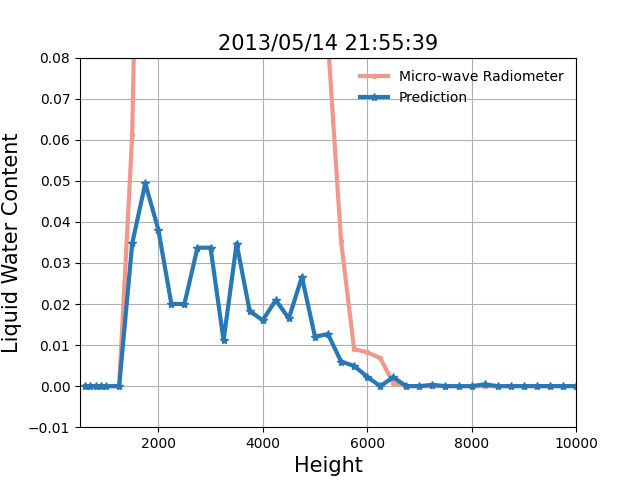 2013/05/14 21:55:39
Micro-wave Radiometer
Prediction
Liquid Water Content
0.08
0.07
0.06
0.05
0.04
0.03
0.02
0.01
0.00
−0.01
2000 4000 6000 8000 10000
Height